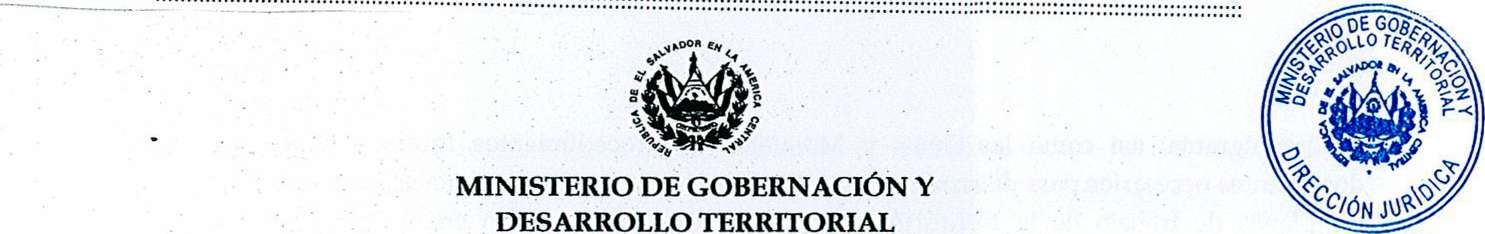 REPÚBLICA DE EL SALVADOR EN LA AMERICA CENTRAL
MINISTERIO DE GOBERNACIÓN Y
DESARROLLO TERRITORIAL
MINISTERIO DE GOBERNACION Y
DESARROLLO TERRITORIAL
REPUBLICA DE EL SALVADOR EN LA AMERICA CENTRAL
DIRECCIÓN JURÍDICA